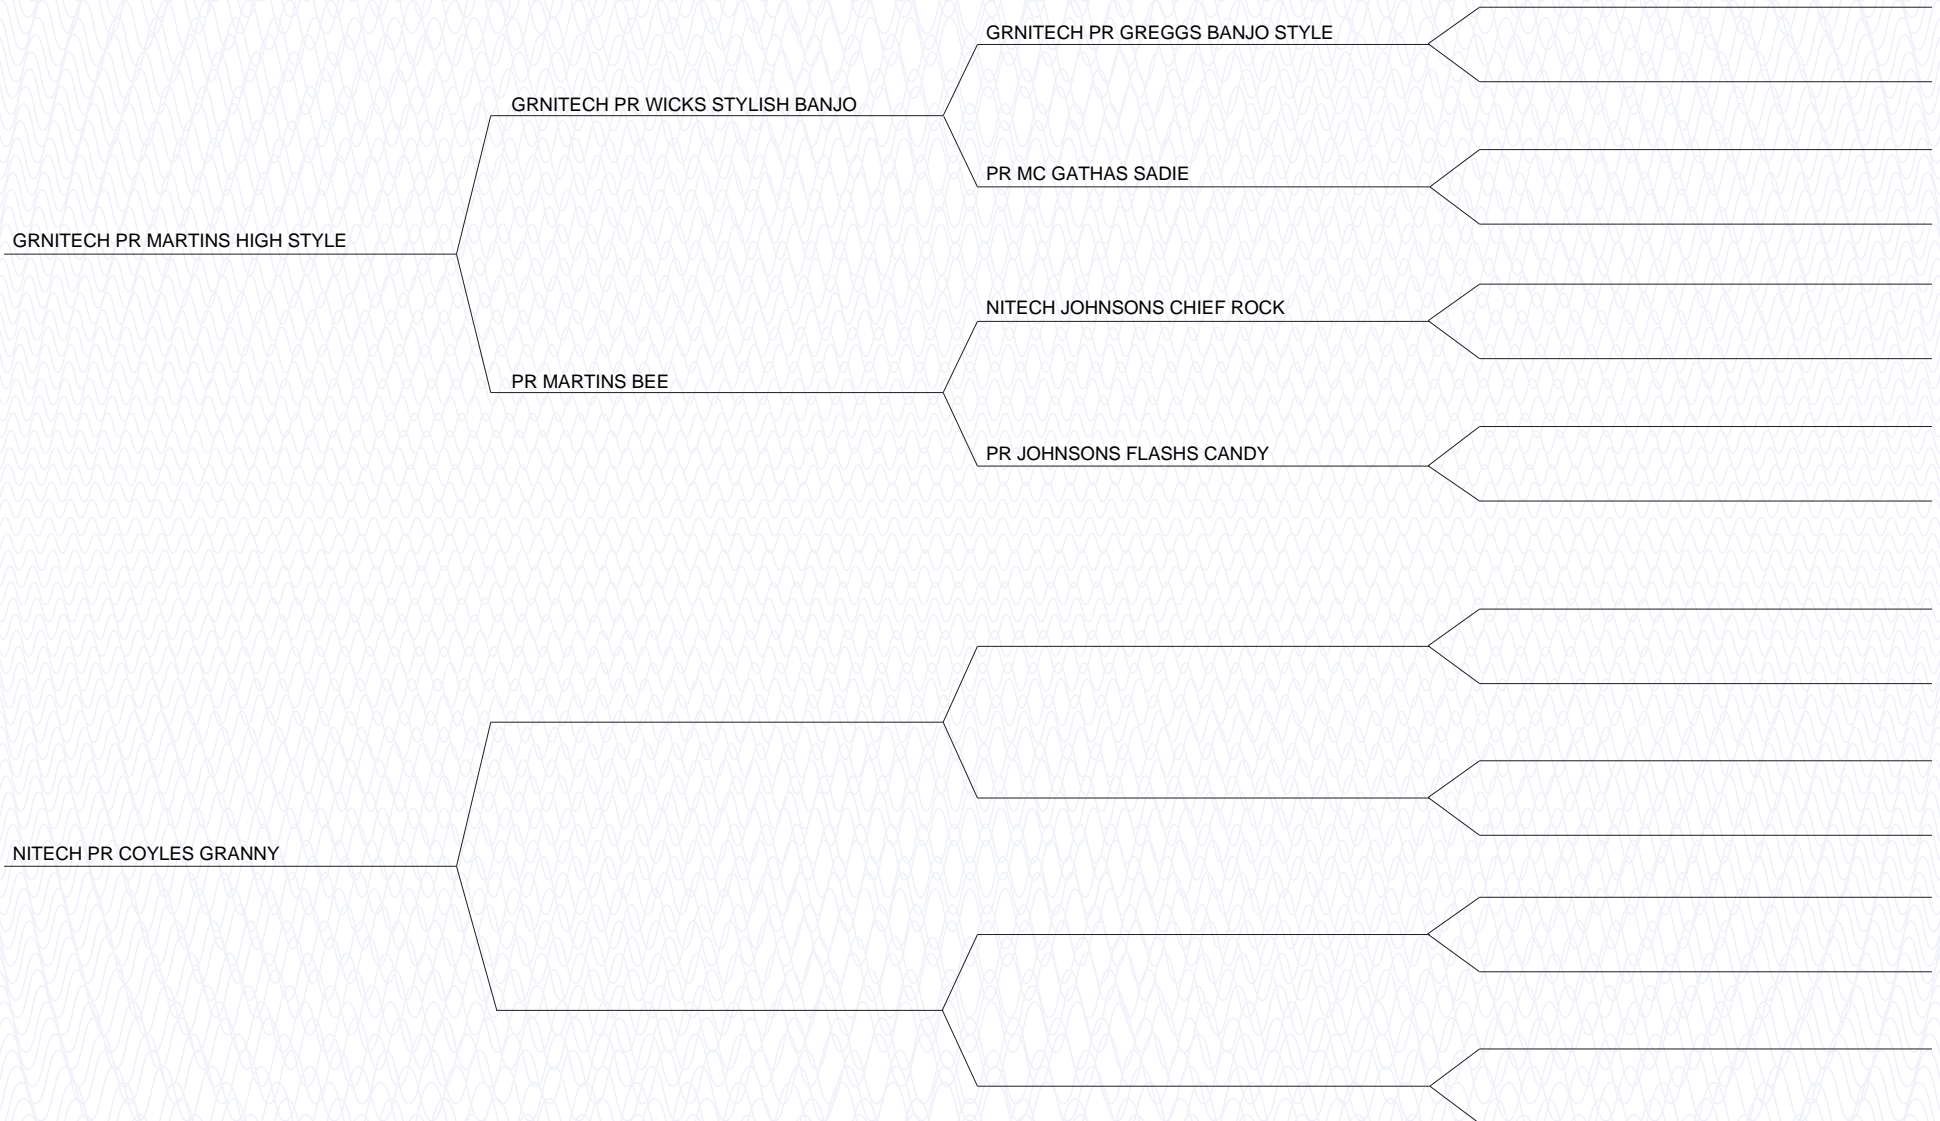 GRNITECH PR GREGGS BANJO STYLE
GRNITECH PR WICKS STYLISH BANJO
PR MC GATHAS SADIE
GRNITECH PR MARTINS HIGH STYLE
NITECH JOHNSONS CHIEF ROCK
PR MARTINS BEE
PR JOHNSONS FLASHS CANDY
NITECH PR COYLES GRANNY